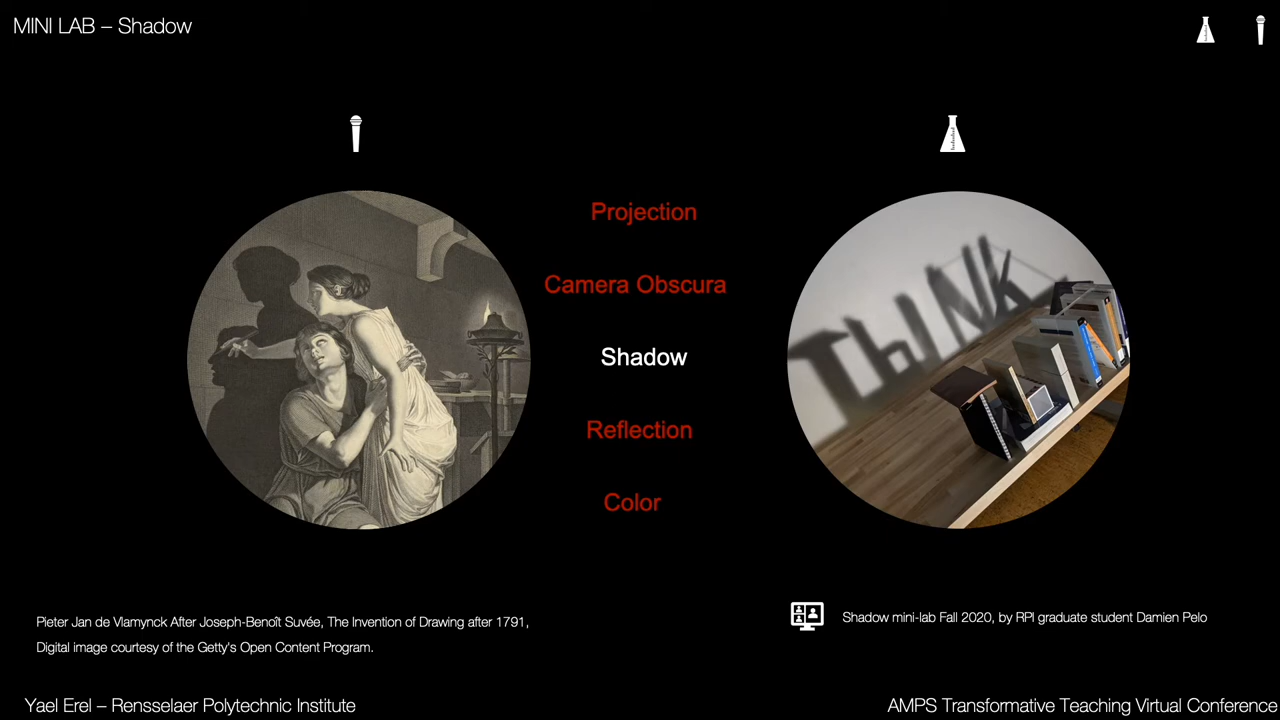 MINI LAB – Shadow
Projection
Camera Obscura
Shadow
Reflection
Color
ThINK
Pieter Jan de Vlamynck After Joseph-Benoît Suvée, The Invention of Drawing after 1791,
Digital image courtesy of the Getty's Open Content Program.
Shadow mini-lab Fall 2020, by RPI graduate student Damien Pelo
Yael Erel – Rensselaer Polytechnic Institute
AMPS Transformative Teaching Virtual Conference